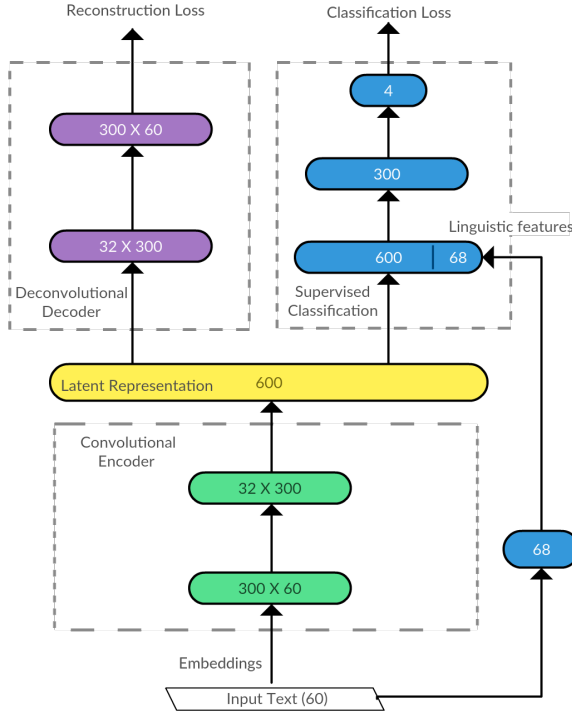 Reconstruction Loss
Classification Loss
4
300 X 60
300
Linguistic features
32 X 300
600
68
Deconvolutional
Decoder
Supervised
Classification
Latent Representation
600
Convolutional
Encoder
32 X 300
68
300 X 60
Embeddings
Input Text (60)